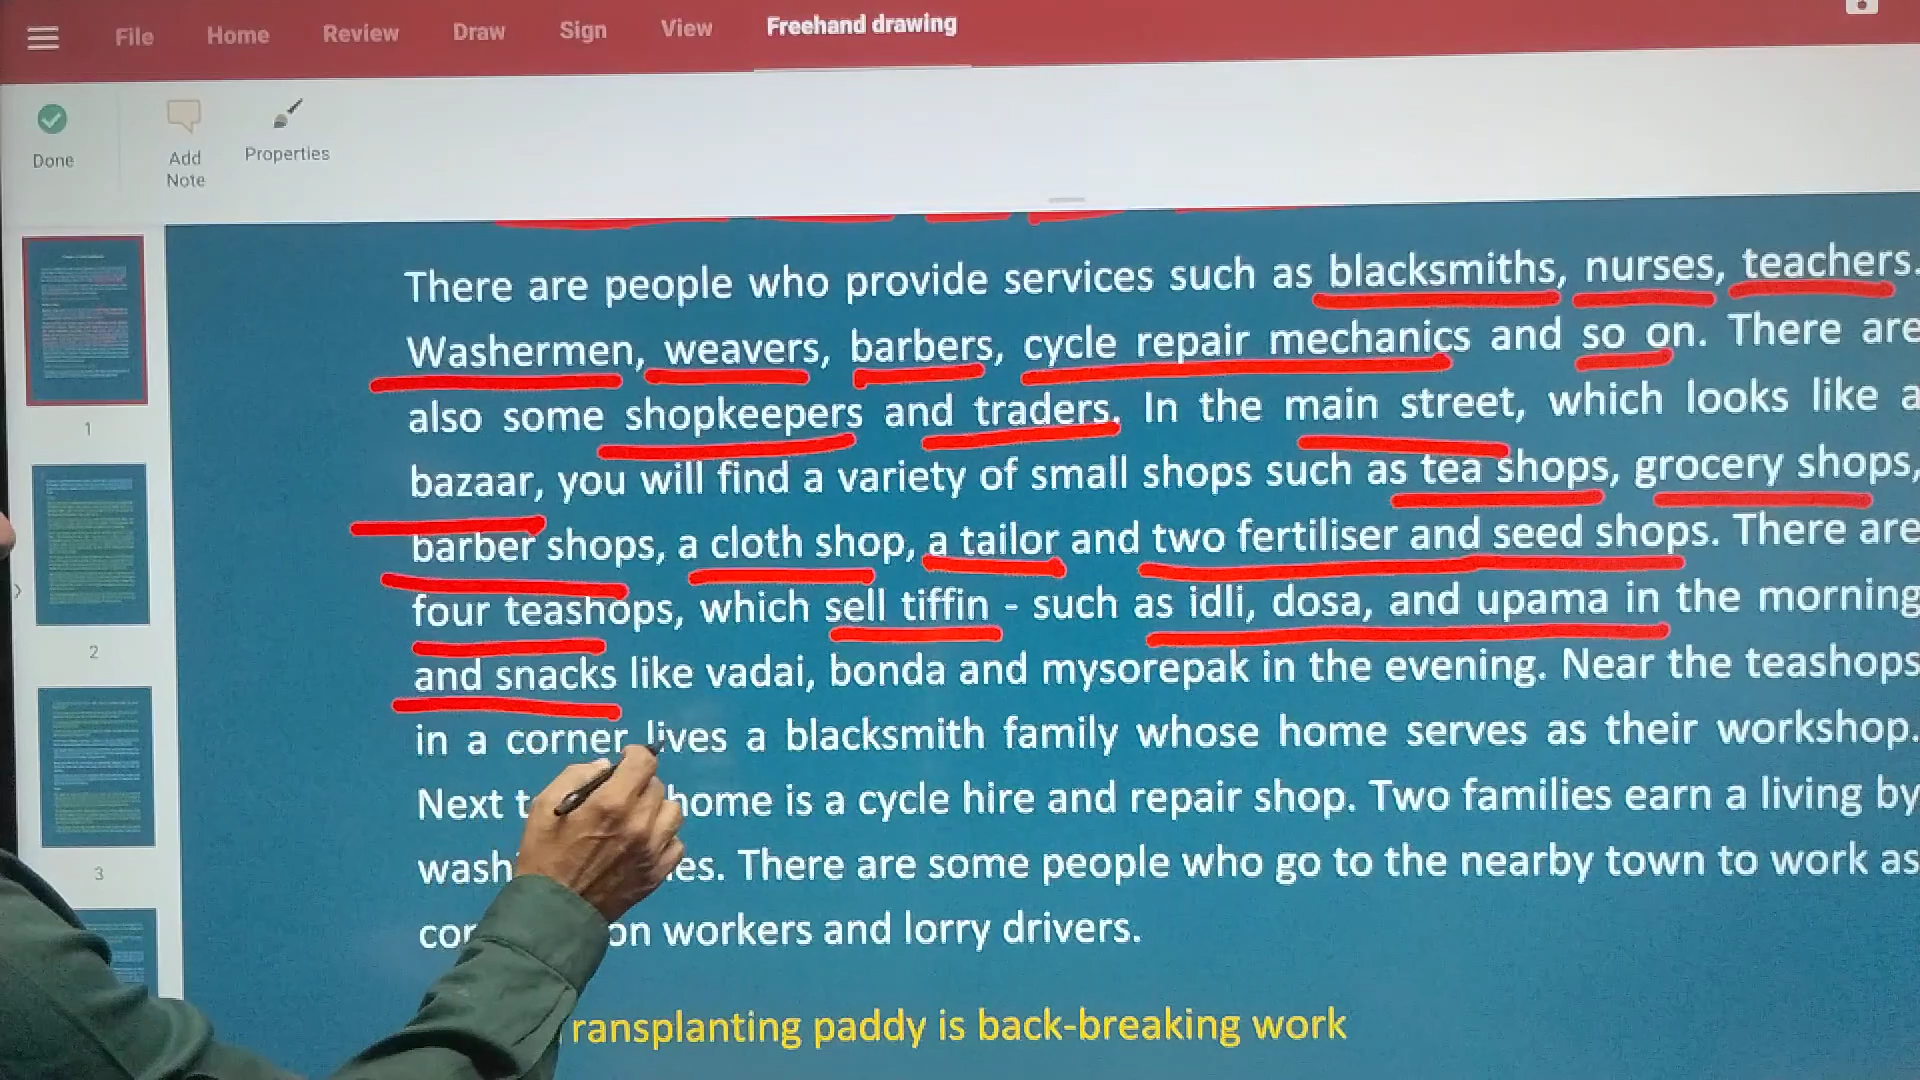 File Home Review Draw Sign View Freehand drawing
Done
Add
Note
Properties
There are people who provide services such as blacksmiths, nurses, teachers.
Washermen, weavers, barbers, cycle repair mechanics and so on. There are
also some shopkeepers and traders. In the main street, which looks like a
bazaar, you will find a variety of small shops such as tea shops, grocery shops,
barber shops, a cloth shop, a tailor and two fertiliser and seed shops. There are
four teashops, which sell tiffin - such as idli, dosa, and upama in the morning
and snacks like vadai, bonda and mysorepak in the evening. Near the teashops
in a corner lives a blacksmith family whose home serves as their workshop.
Next home is a cycle hire and repair shop. Two families earn a living by
There are some people who go to the nearby town to work as
workers and lorry drivers.
ransplanting paddy is back-breaking work
1
2
3